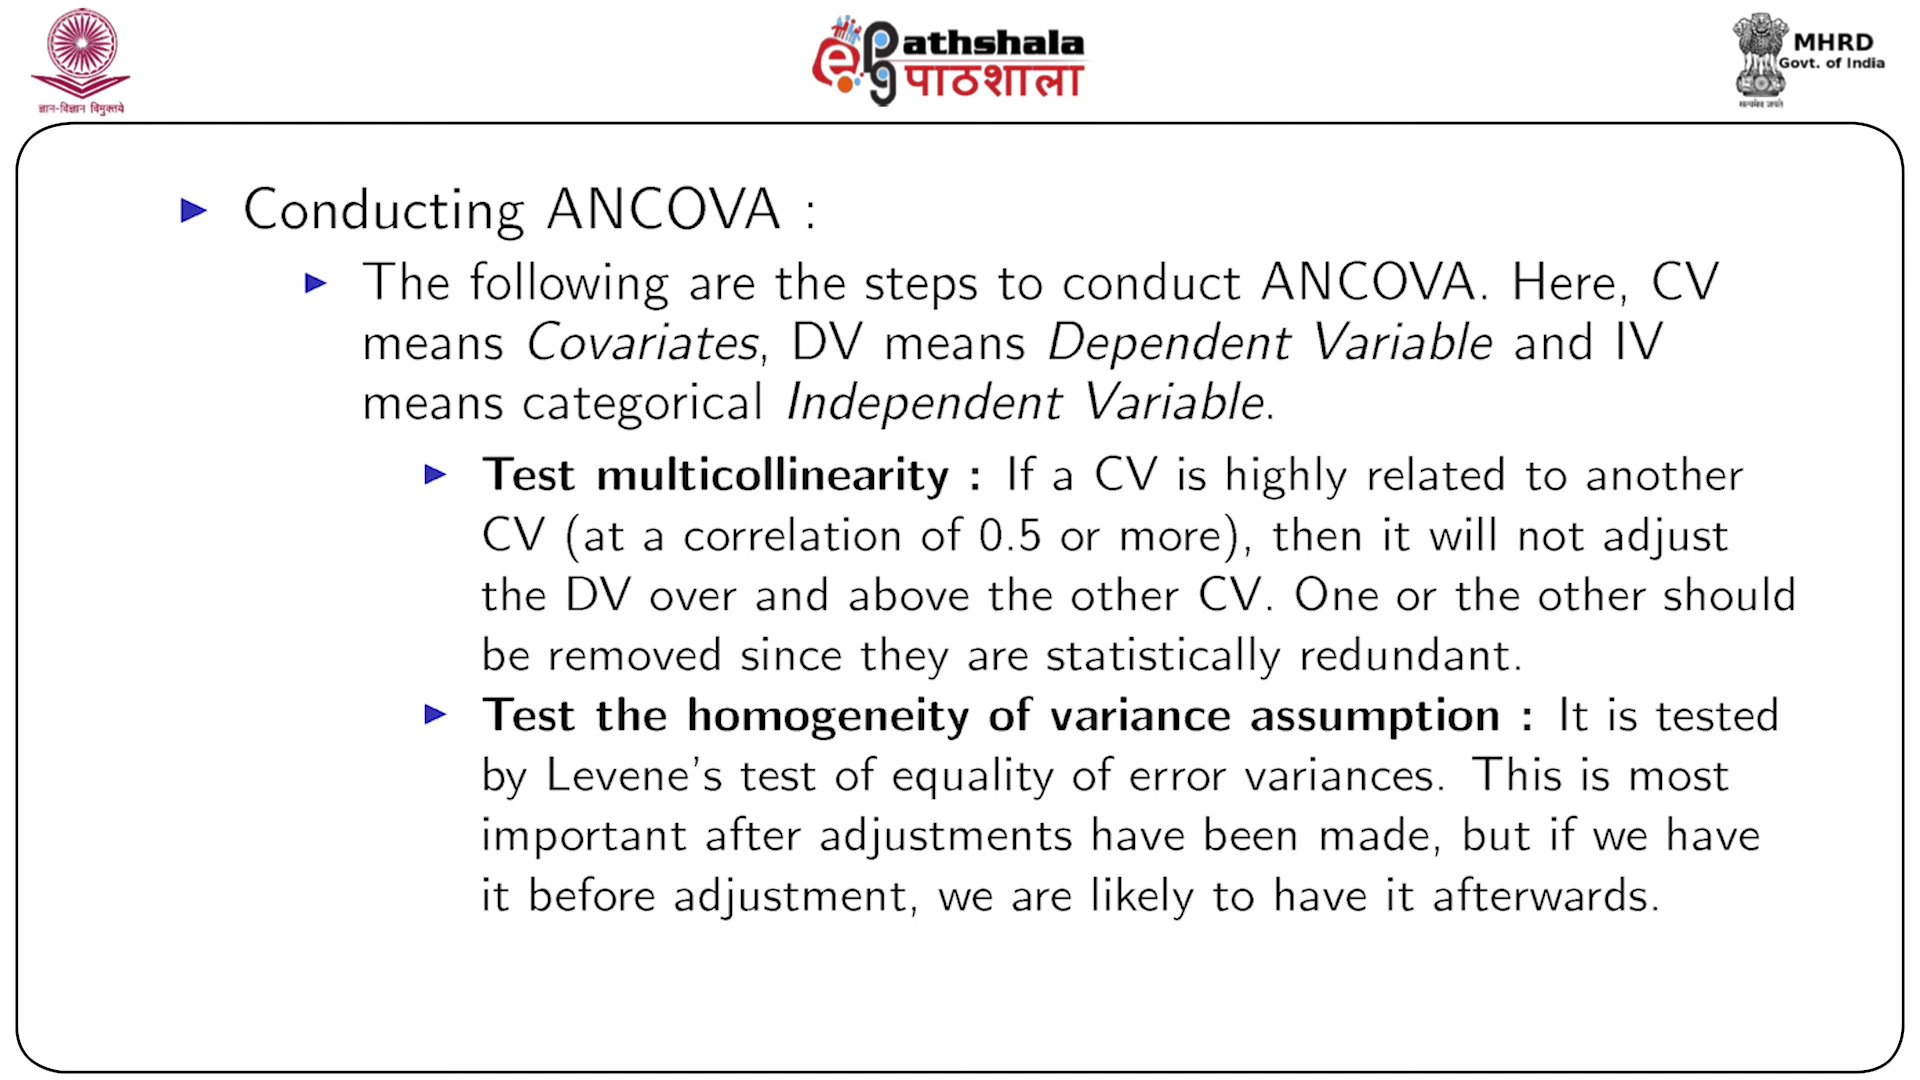 ज्ञान-विज्ञान विमुक्तये
ePG Pathshala
पाठशाला
MHRD
Govt. of India
सत्यमेव जयते
Conducting ANCOVA :
The following are the steps to conduct ANCOVA. Here, CV
means Covariates, DV means Dependent Variable and IV
means categorical Independent Variable.
Test multicollinearity : If a CV is highly related to another
CV (at a correlation of 0.5 or more), then it will not adjust
the DV over and above the other CV. One or the other should
be removed since they are statistically redundant.
Test the homogeneity of variance assumption : It is tested
by Levene's test of equality of error variances. This is most
important after adjustments have been made, but if we have
it before adjustment, we are likely to have it afterwards.